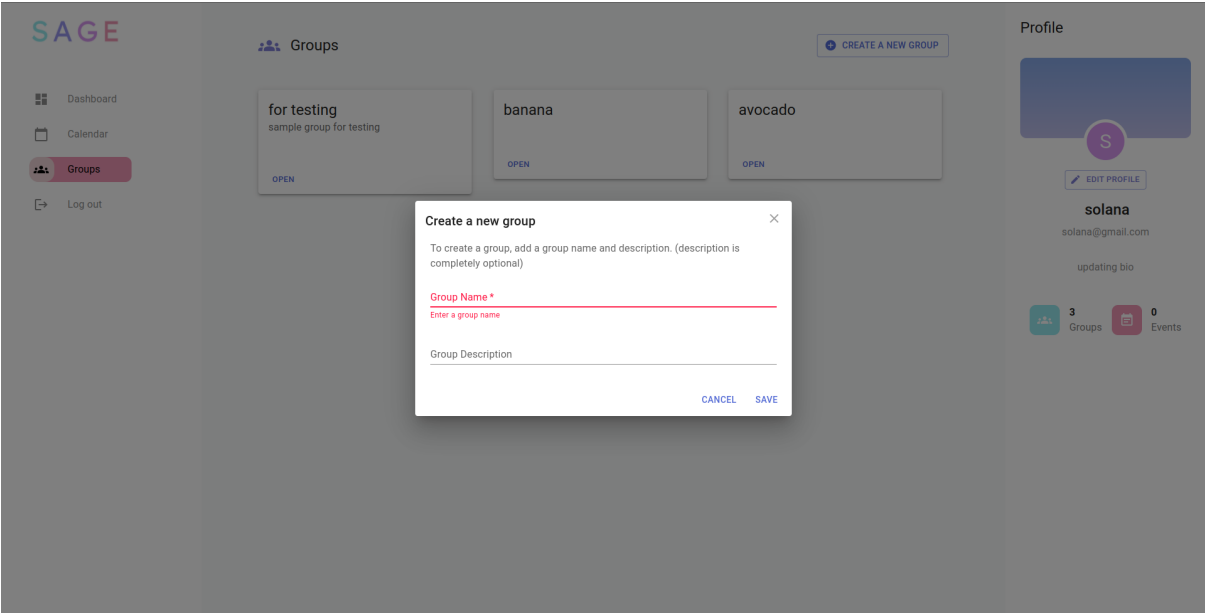 SAGE
Dashboard
Calendar
Groups
Log out
Groups
CREATE A NEW GROUP
for testing
sample group for testing
OPEN
banana
OPEN
avocado
OPEN
Create a new group
To create a group, add a group name and description. (description is
completely optional)
Group Name *
Enter a group name
Group Description
CANCEL SAVE
Profile
S
EDIT PROFILE
solana
solana@gmail.com
updating bio
3
Groups
0
Events